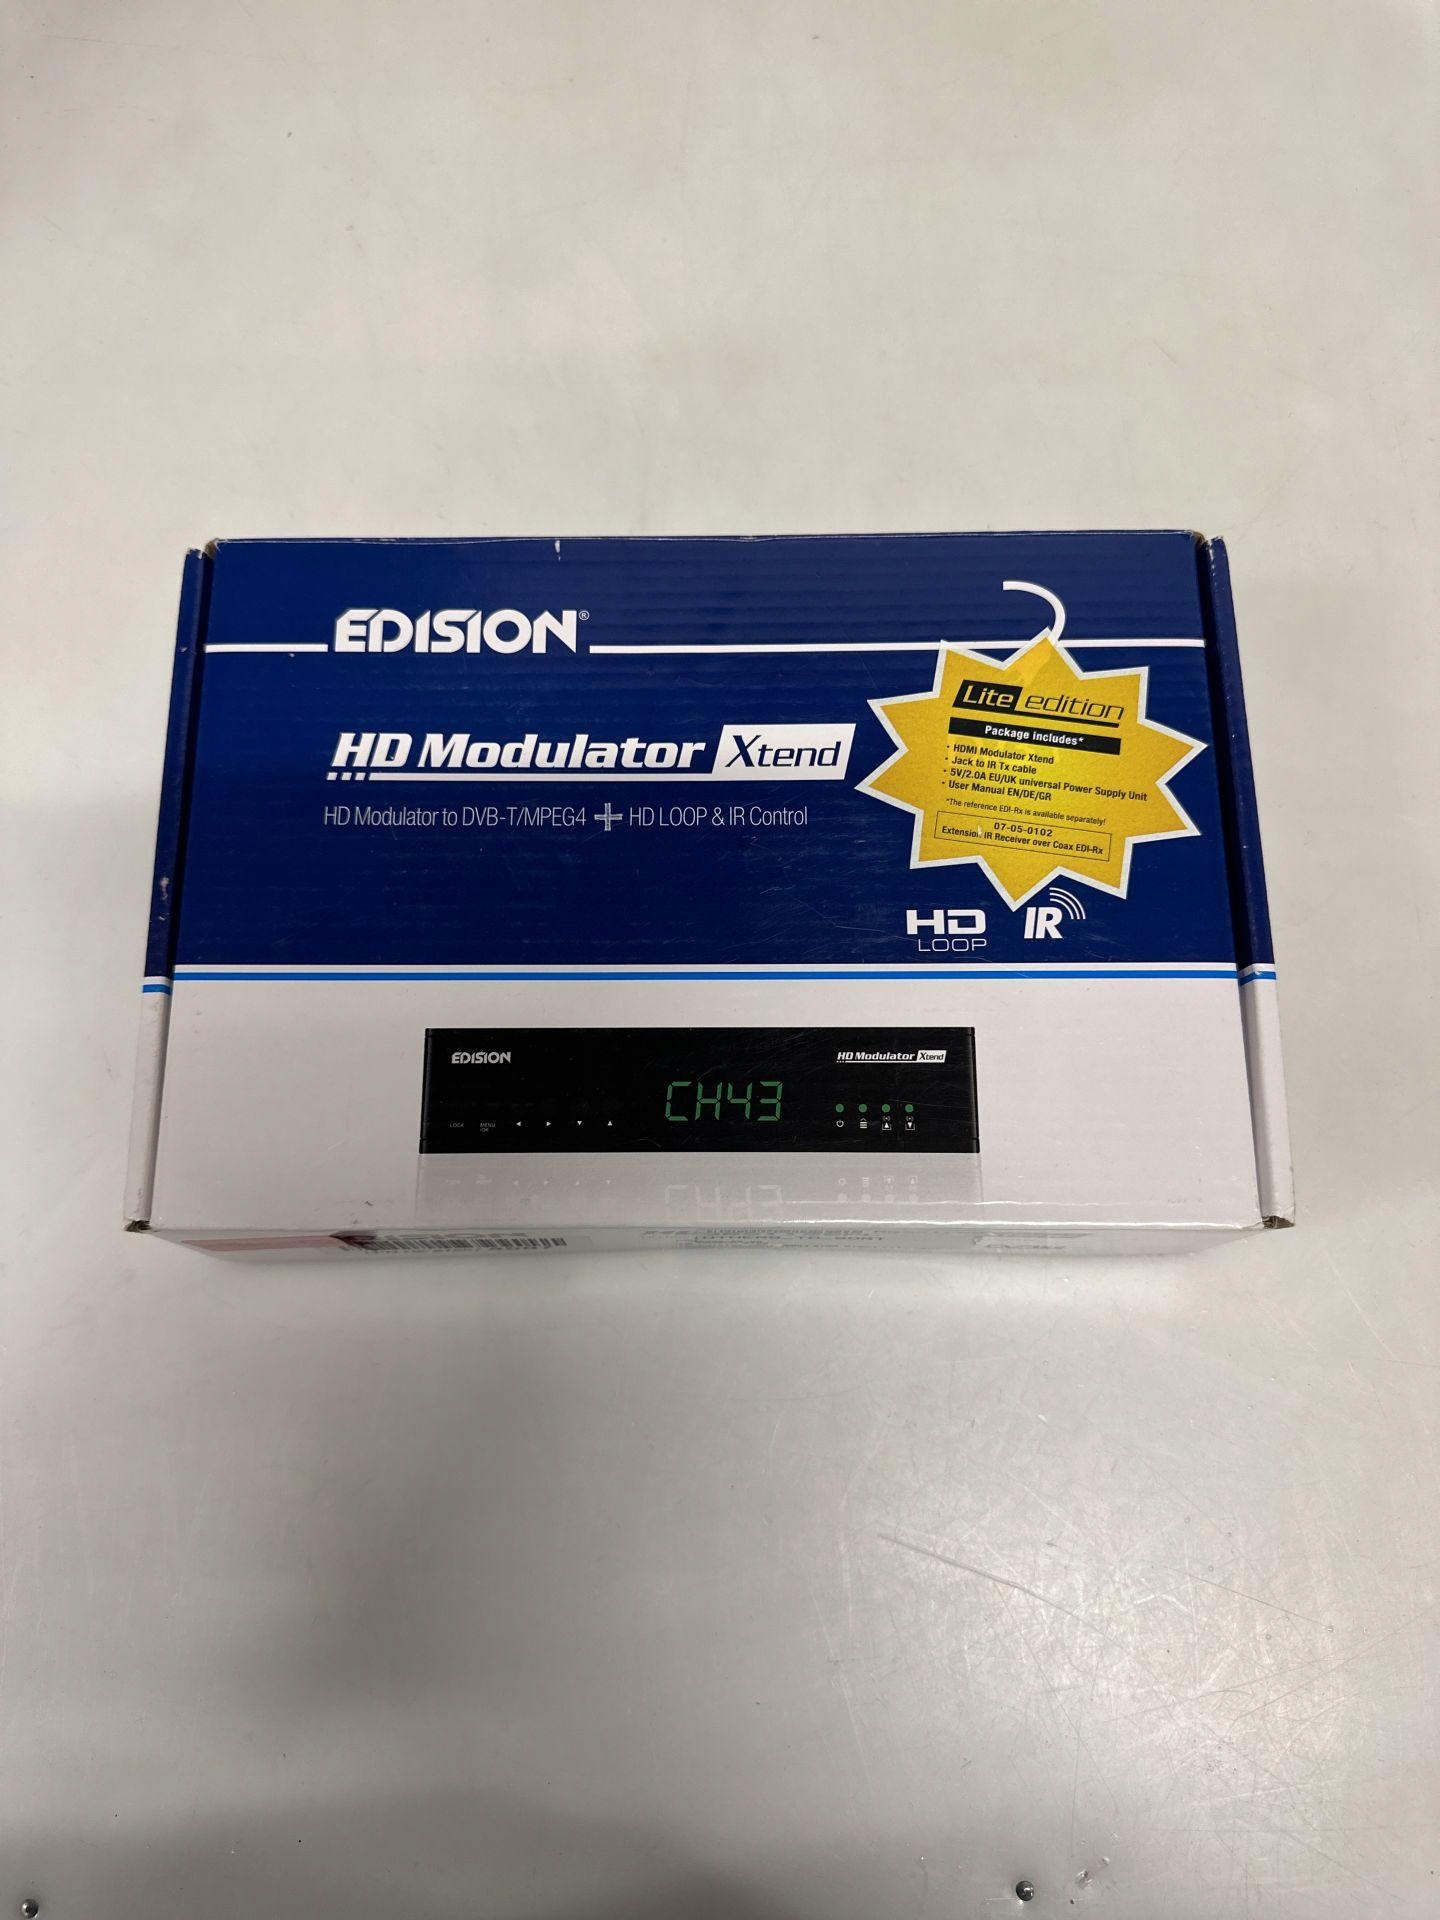 EDISION®
HD Modulator Xtend
HD Modulator to DVB-T/MPEG4 + HD LOOP & IR Control
Lite edition
Package includes*
· HDMI Modulator Xtend
· Jack to IR Tx cable
· 5V/2.0A EU/UK universal Power Supply Unit
· User Manual EN/DE/GR
*The reference EDI-Rx is available separately!
07-05-0102
Extension IR Receiver over Coax EDI-Rx
HD
LOOP
IR
EDISION
HD Modulator Xtend
CH43
LOCK
MENU
/OK